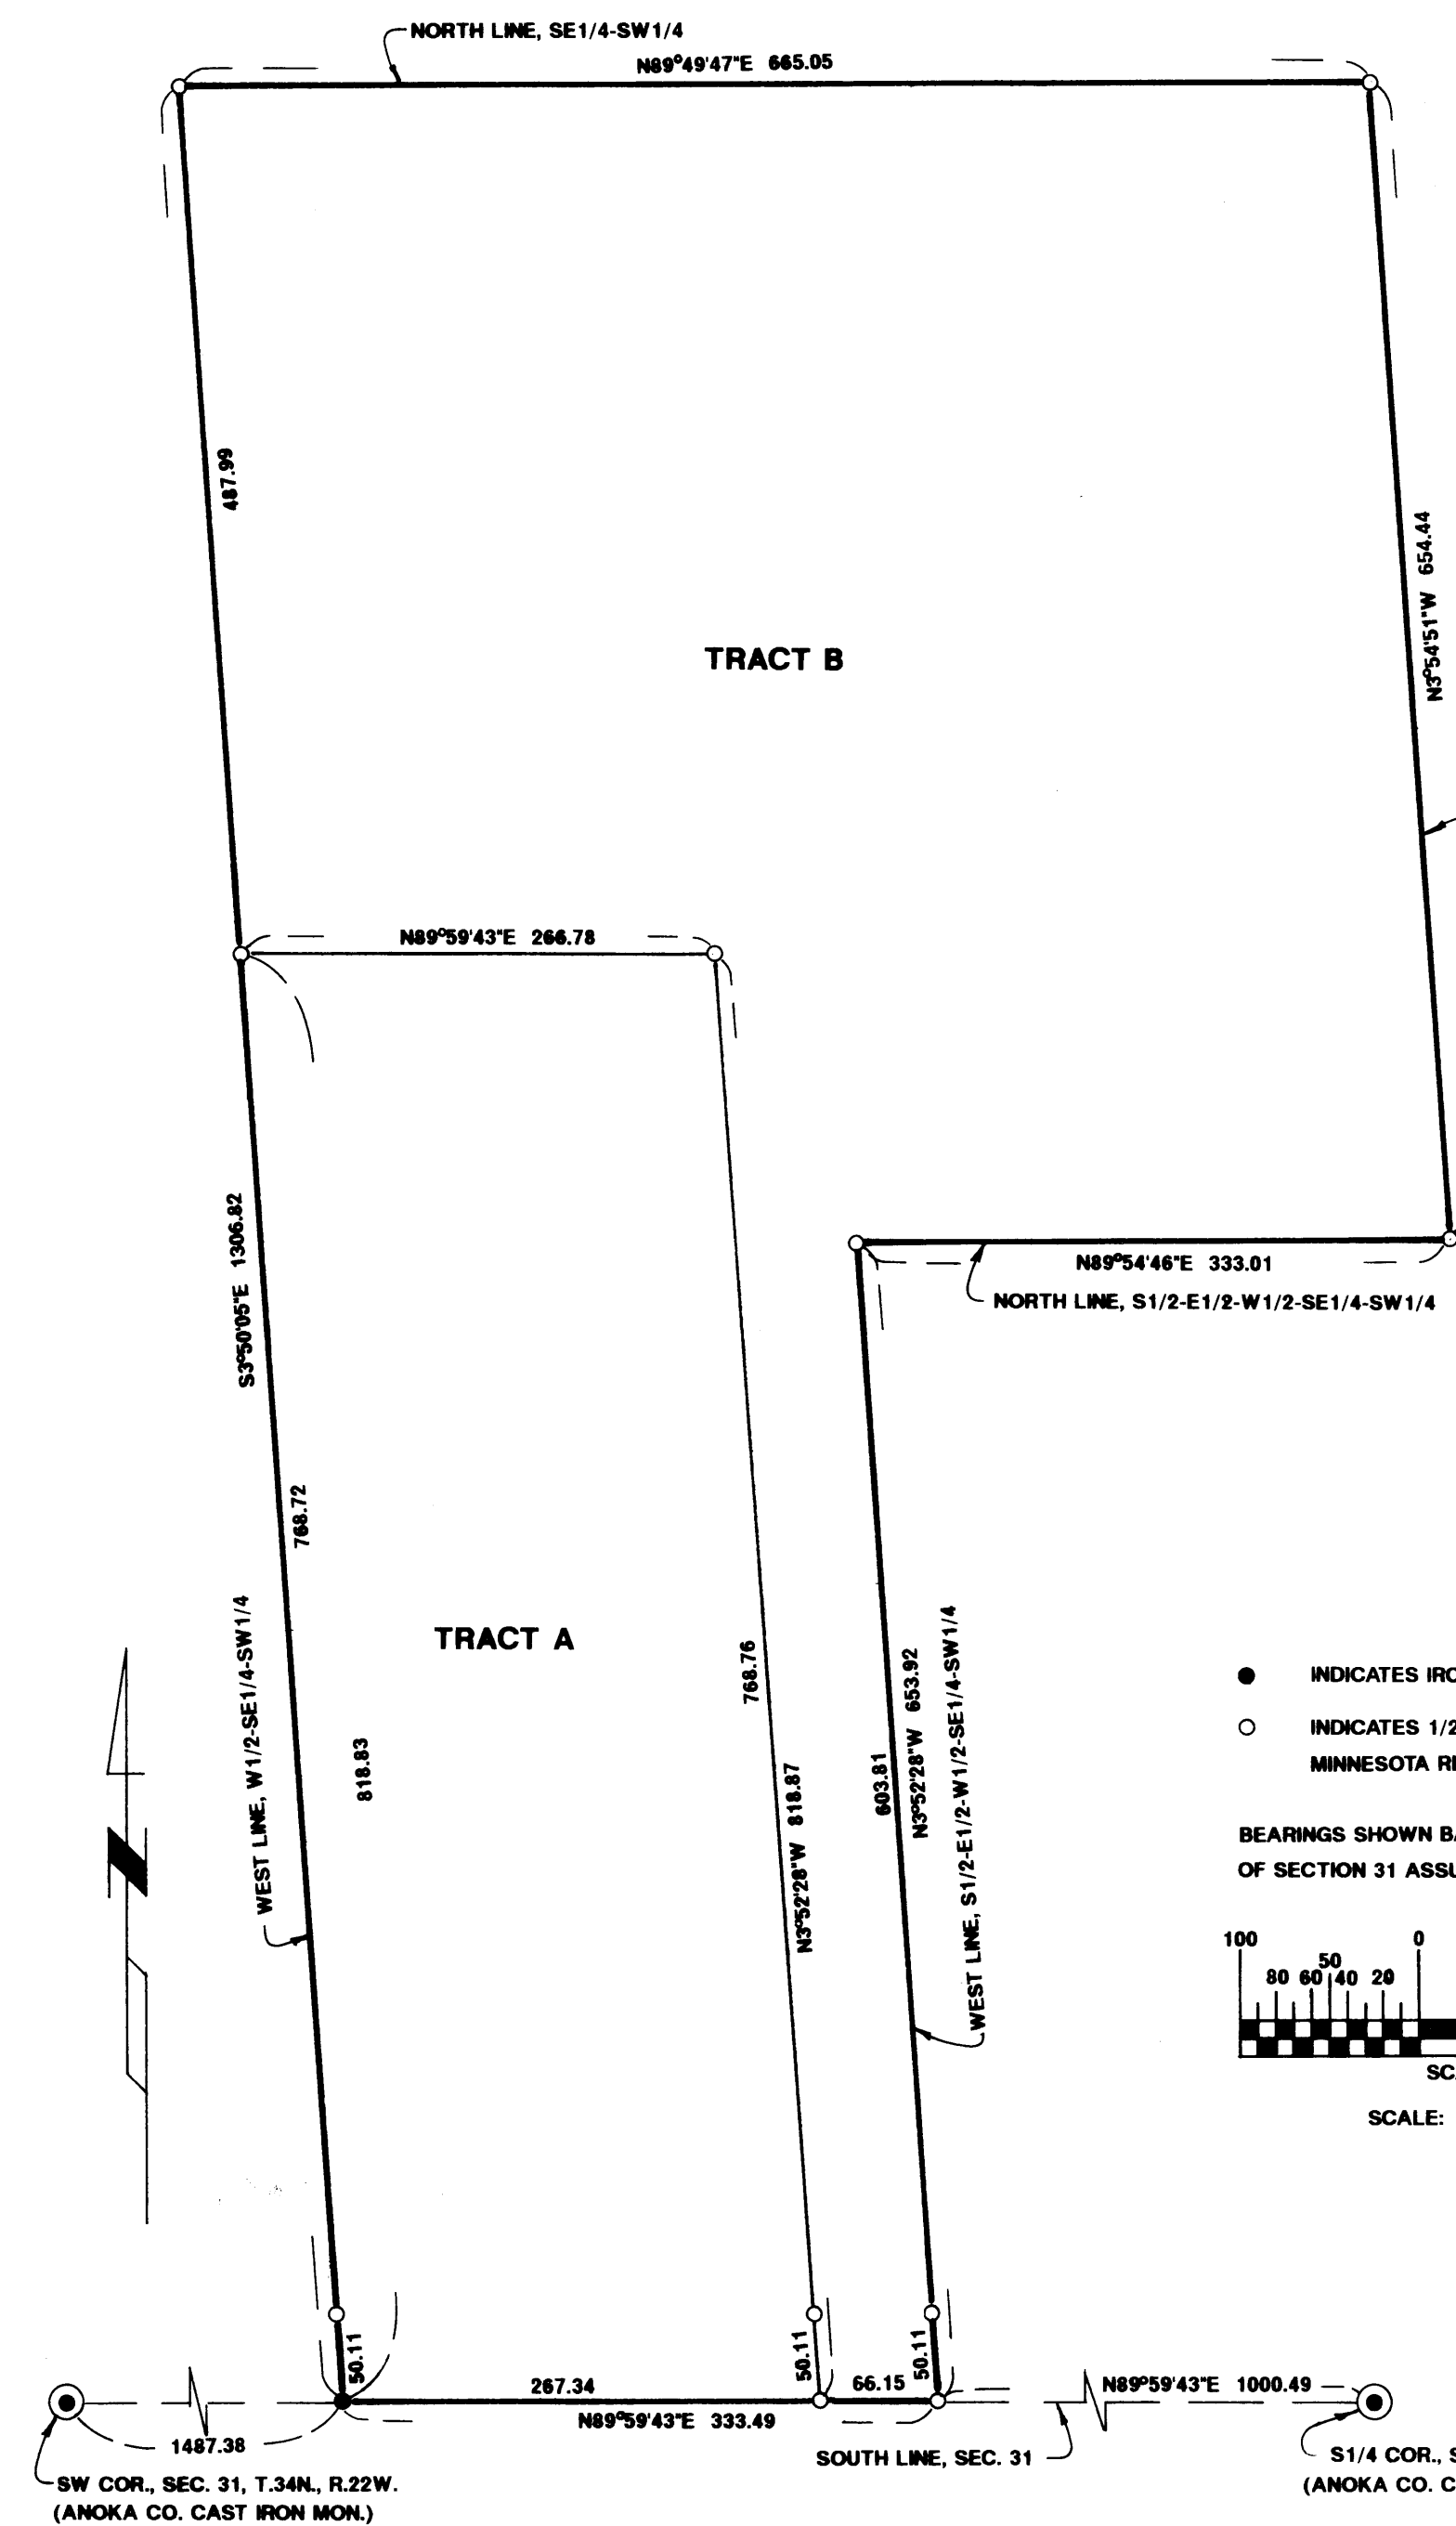 NORTH LINE, SE1/4-SW1/4
N89°49'47"E 665.05
487.99
N3°54'51"W 654.44
TRACT B
N89°59'43"E 266.78
S3°50'05"E 1306.82
N89°54'46"E 333.01
NORTH LINE, S1/2-E1/2-W1/2-SE1/4-SW1/4
768.72
TRACT A
768.76
WEST LINE, W1/2-SE1/4-SW1/4
818.83
N3°52'28"W 818.87
603.81
N3°52'28"W 653.92
WEST LINE, S1/2-E1/2-W1/2-SE1/4-SW1/4
N
INDICATES IRO
INDICATES 1/2
MINNESOTA RE
BEARINGS SHOWN BA
OF SECTION 31 ASSU
100 0
50
80 60 40 20
SCA
SCALE:
50.11
50.11
50.11
267.34
66.15
N89°59'43"E 1000.49
N89°59'43"E 333.49
1487.38
SOUTH LINE, SEC. 31
SW COR., SEC. 31, T.34N., R.22W.
(ANOKA CO. CAST IRON MON.)
S1/4 COR., S
(ANOKA CO. C